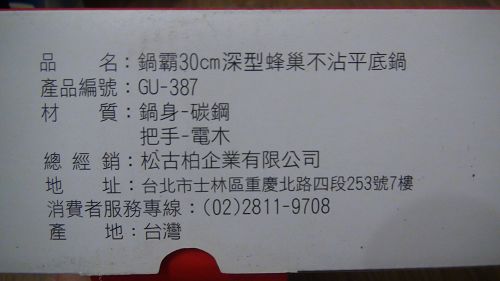 品　　名：鍋霸30cm深型蜂巢不沾平底鍋
產品編號：GU-387
材　　質：鍋身-碳鋼
把手-電木
總 經 銷：松古柏企業有限公司
地　　址：台北市士林區重慶北路四段253號7樓
消費者服務專線：(02)2811-9708
產　　地：台灣